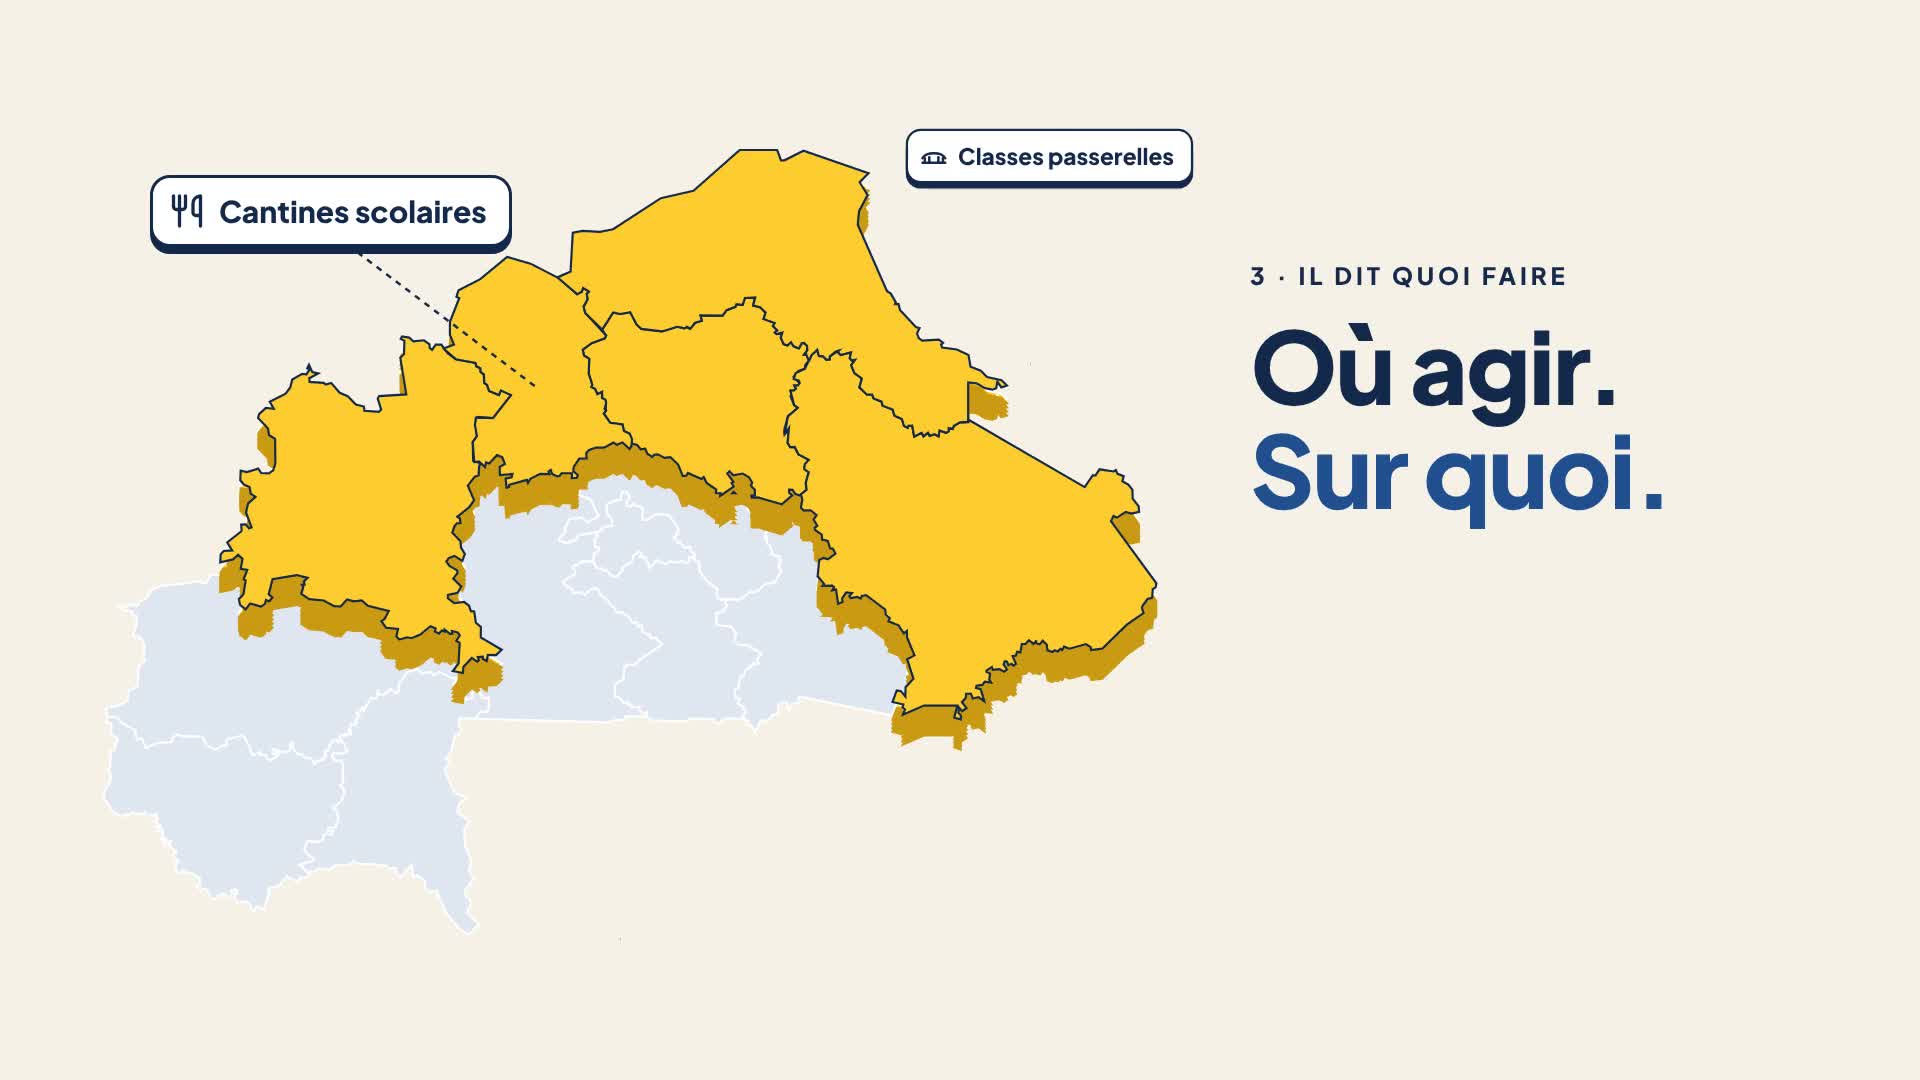 Classes passerelles
Cantines scolaires
3 · IL DIT QUOI FAIRE
Où agir.
Sur quoi.